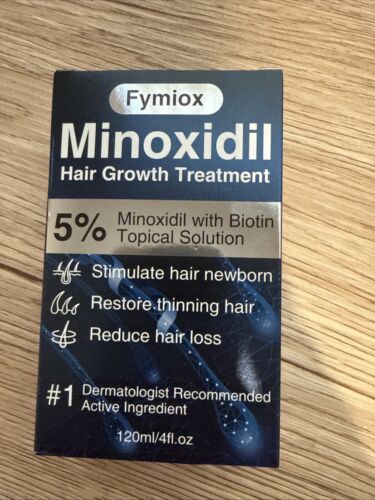 Fymiox
Minoxidil
Hair Growth Treatment
5% Minoxidil with Biotin
Topical Solution
Stimulate hair newborn
Restore thinning hair
Reduce hair loss
#1 Dermatologist Recommended
Active Ingredient
120ml/4fl.oz